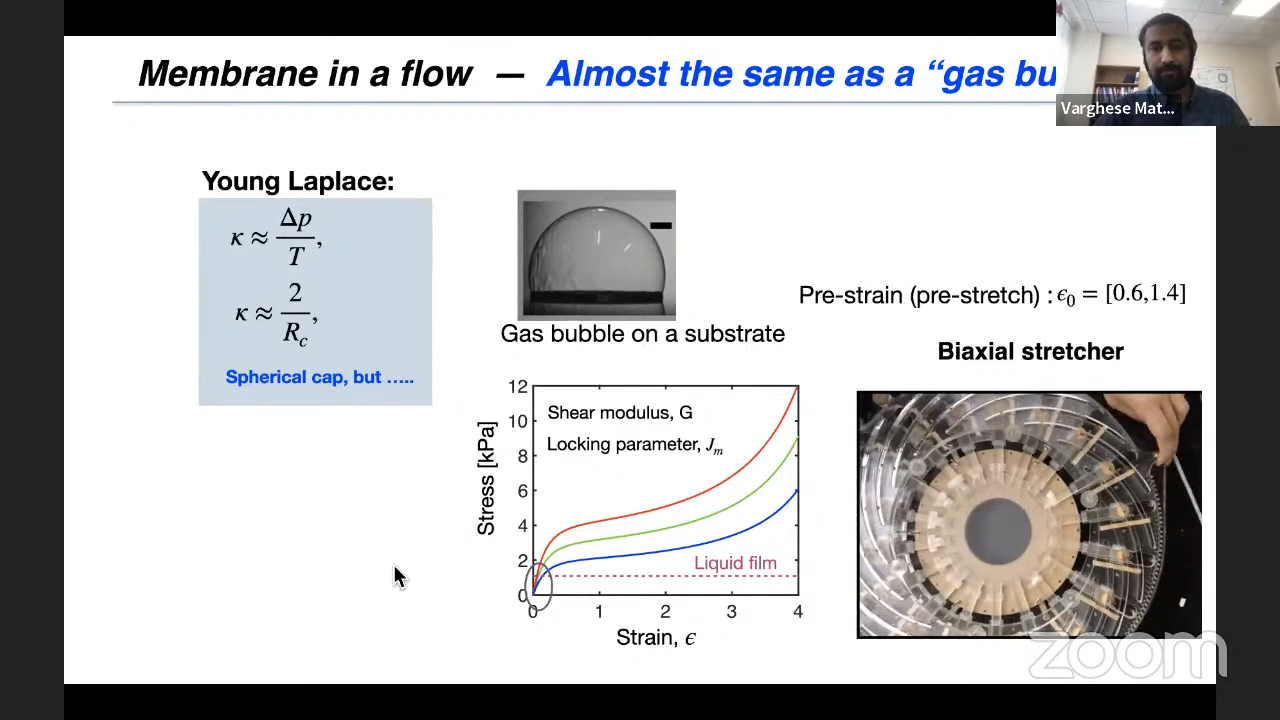 Membrane in a flow — Almost the same as a “gas bu
Varghese Mat...
Young Laplace:
κ ≈ Δp/T,
κ ≈ 2/R_c,
Spherical cap, but …..
Gas bubble on a substrate
Pre-strain (pre-stretch) : ϵ₀ = [0.6,1.4]
Biaxial stretcher
12
10
8
6
4
2
0
Stress [kPa]
Shear modulus, G
Locking parameter, J_m
Liquid film
0 1 2 3 4
Strain, ϵ
zoom